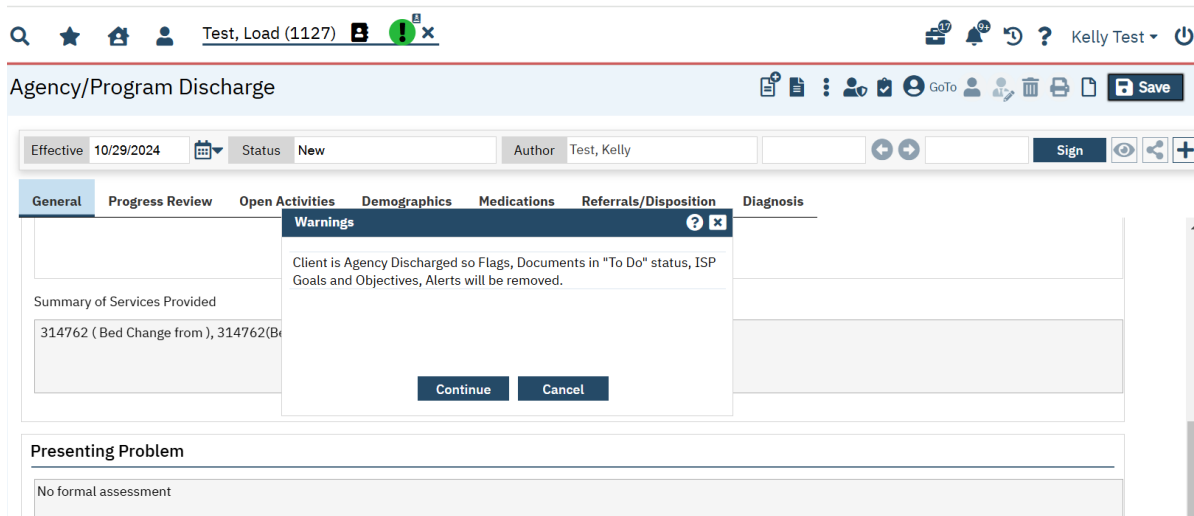 Test, Load (1127)
17
9+
Kelly Test
Agency/Program Discharge
GoTo
Save
Effective 10/29/2024 Status New Author Test, Kelly Sign
General Progress Review Open Activities Demographics Medications Referrals/Disposition Diagnosis
Warnings
Client is Agency Discharged so Flags, Documents in "To Do" status, ISP
Goals and Objectives, Alerts will be removed.
Continue Cancel
Summary of Services Provided
314762 ( Bed Change from ), 314762(Be
Presenting Problem
No formal assessment